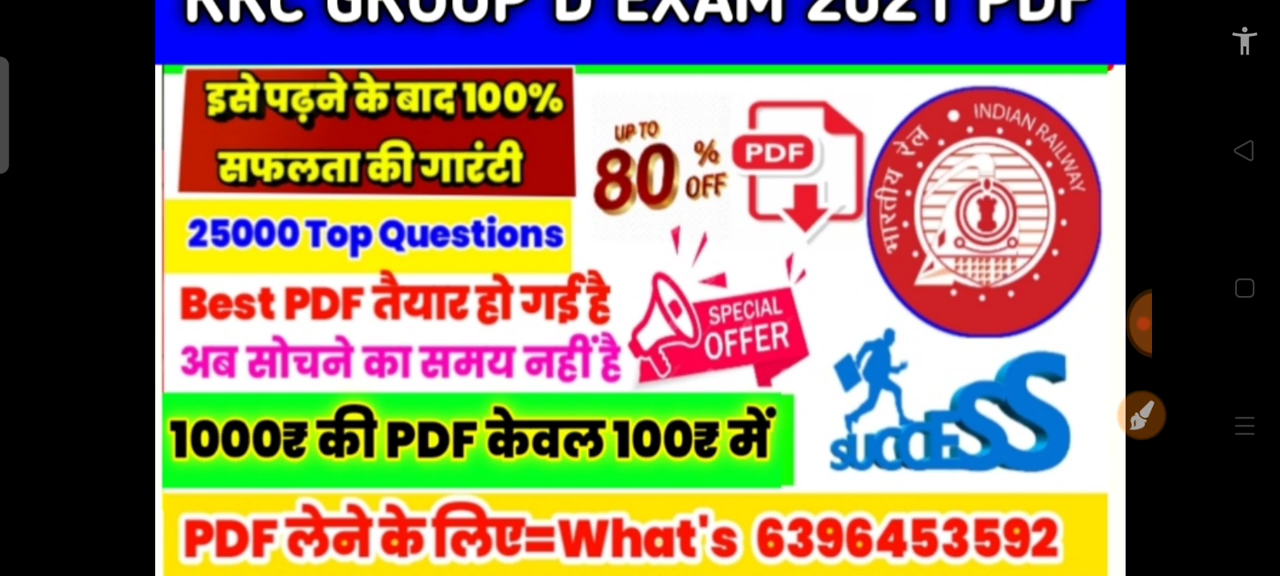 RRC GROUP D EXAM 2021 PDF
इसे पढ़ने के बाद 100%
सफलता की गारंटी
25000 Top Questions
Best PDF तैयार हो गई है
अब सोचने का समय नहीं है
1000₹ की PDF केवल 100₹ में
PDF लेने के लिए=What's 6396453592
UP TO
80% OFF
PDF
भारतीय रेल INDIAN RAILWAY
SPECIAL
OFFER
SUCCESS